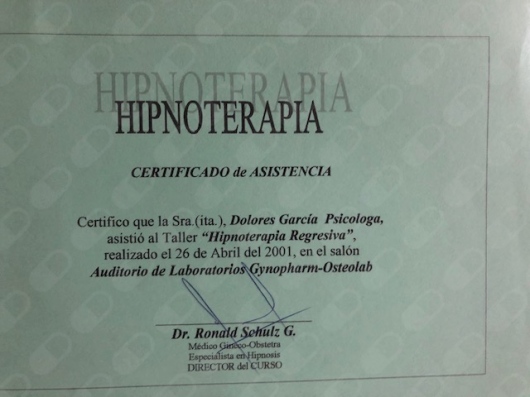 HIPNOTERAPIA
HIPNOTERAPIA
CERTIFICADO de ASISTENCIA
Certifico que la Sra.(ita.), Dolores García Psicologa,
asistió al Taller “Hipnoterapia Regresiva”,
realizado el 26 de Abril del 2001, en el salón
Auditorio de Laboratorios Gynopharm-Osteolab
Dr. Ronald Schulz G.
Médico Gineco-Obstetra
Especialista en Hipnosis
DIRECTOR del CURSO